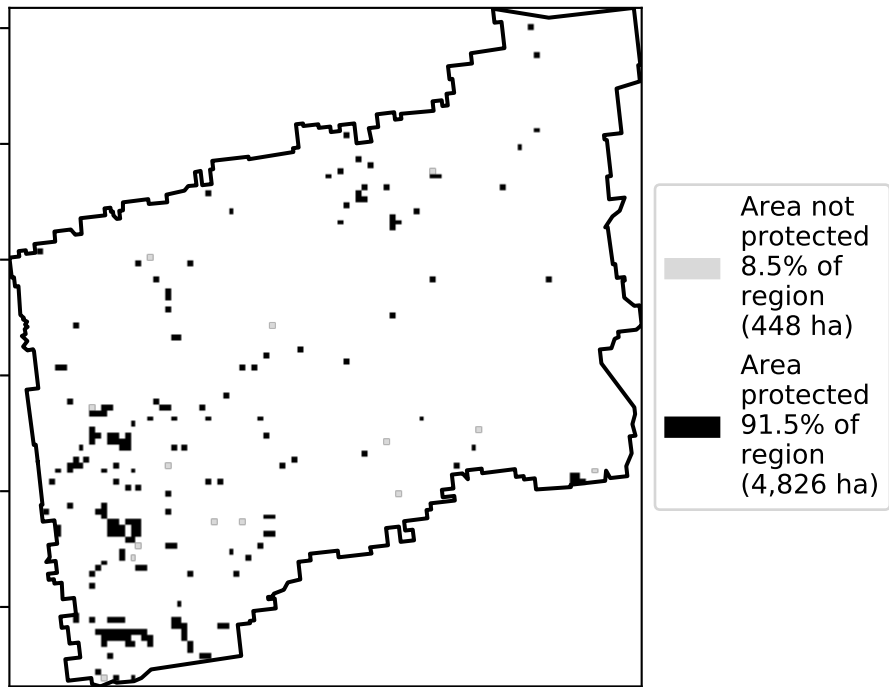 Area not
protected
8.5% of
region
(448 ha)
Area
protected
91.5% of
region
(4,826 ha)